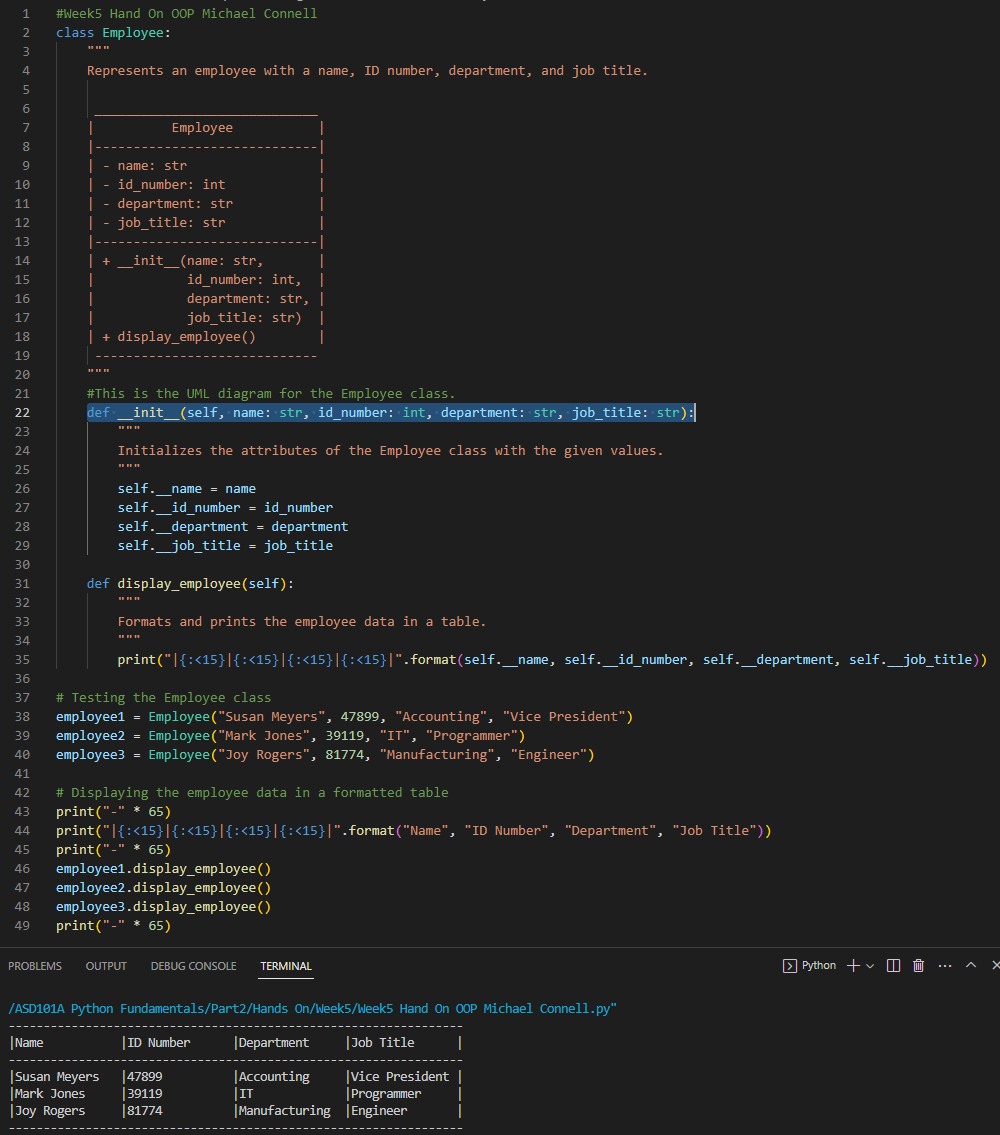 1 #Week5 Hand On OOP Michael Connell
2 class Employee:
3     """
4     Represents an employee with a name, ID number, department, and job title.
5
6      _____________________________
7     |          Employee           |
8     |-----------------------------|
9     | - name: str                 |
10     | - id_number: int            |
11     | - department: str           |
12     | - job_title: str            |
13     |-----------------------------|
14     | + __init__(name: str,       |
15     |            id_number: int,  |
16     |            department: str, |
17     |            job_title: str)  |
18     | + display_employee()        |
19      -----------------------------
20     """
21     #This is the UML diagram for the Employee class.
22     def __init__(self, name: str, id_number: int, department: str, job_title: str):
23         """
24         Initializes the attributes of the Employee class with the given values.
25         """
26         self.__name = name
27         self.__id_number = id_number
28         self.__department = department
29         self.__job_title = job_title
30
31     def display_employee(self):
32         """
33         Formats and prints the employee data in a table.
34         """
35         print("|{:<15}|{:<15}|{:<15}|{:<15}|".format(self.__name, self.__id_number, self.__department, self.__job_title))
36
37 # Testing the Employee class
38 employee1 = Employee("Susan Meyers", 47899, "Accounting", "Vice President")
39 employee2 = Employee("Mark Jones", 39119, "IT", "Programmer")
40 employee3 = Employee("Joy Rogers", 81774, "Manufacturing", "Engineer")
41
42 # Displaying the employee data in a formatted table
43 print("-" * 65)
44 print("|{:<15}|{:<15}|{:<15}|{:<15}|".format("Name", "ID Number", "Department", "Job Title"))
45 print("-" * 65)
46 employee1.display_employee()
47 employee2.display_employee()
48 employee3.display_employee()
49 print("-" * 65)
PROBLEMS OUTPUT DEBUG CONSOLE TERMINAL Python
/ASD101A Python Fundamentals/Part2/Hands On/Week5/Week5 Hand On OOP Michael Connell.py"
-----------------------------------------------------------------
|Name           |ID Number      |Department     |Job Title      |
-----------------------------------------------------------------
|Susan Meyers   |47899          |Accounting     |Vice President |
|Mark Jones     |39119          |IT             |Programmer     |
|Joy Rogers     |81774          |Manufacturing  |Engineer       |
-----------------------------------------------------------------